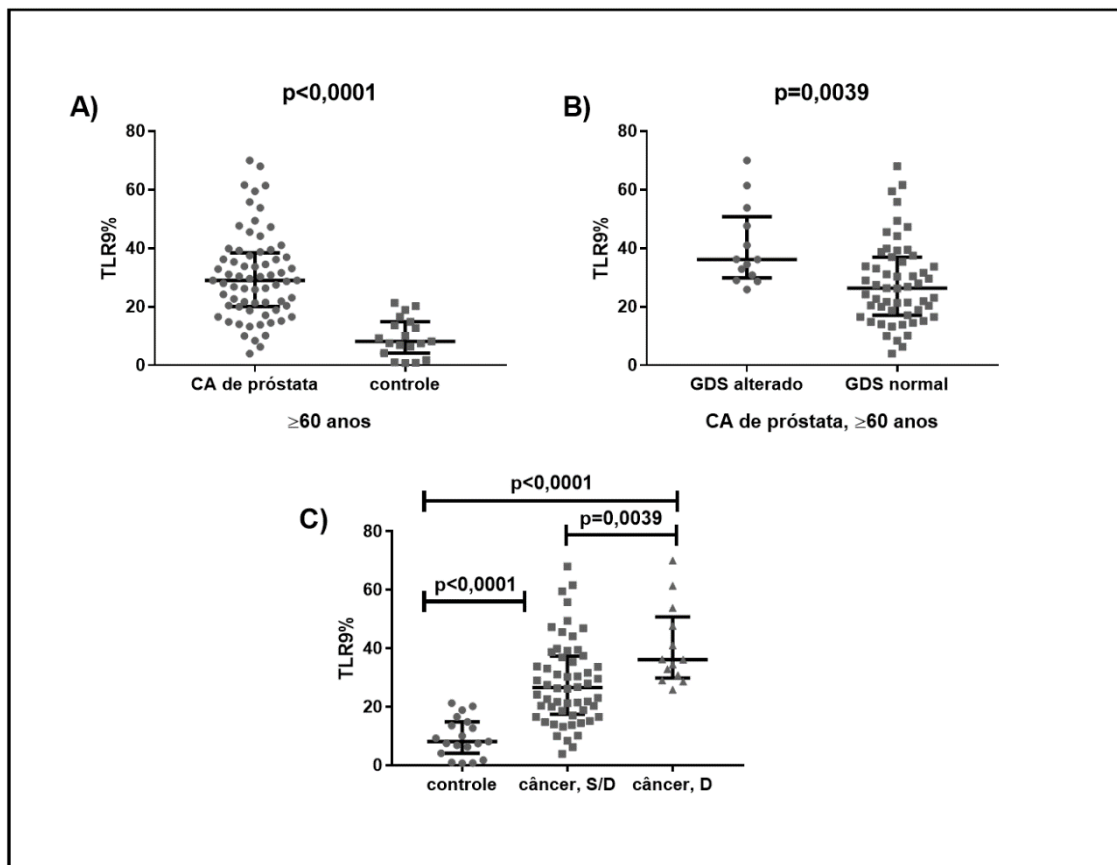 A)
p<0,0001
TLR9%
80
60
40
20
0
CA de próstata
controle
≥60 anos
B)
p=0,0039
TLR9%
80
60
40
20
0
GDS alterado
GDS normal
CA de próstata, ≥60 anos
C)
p<0,0001
p=0,0039
p<0,0001
TLR9%
80
60
40
20
0
controle
câncer, S/D
câncer, D